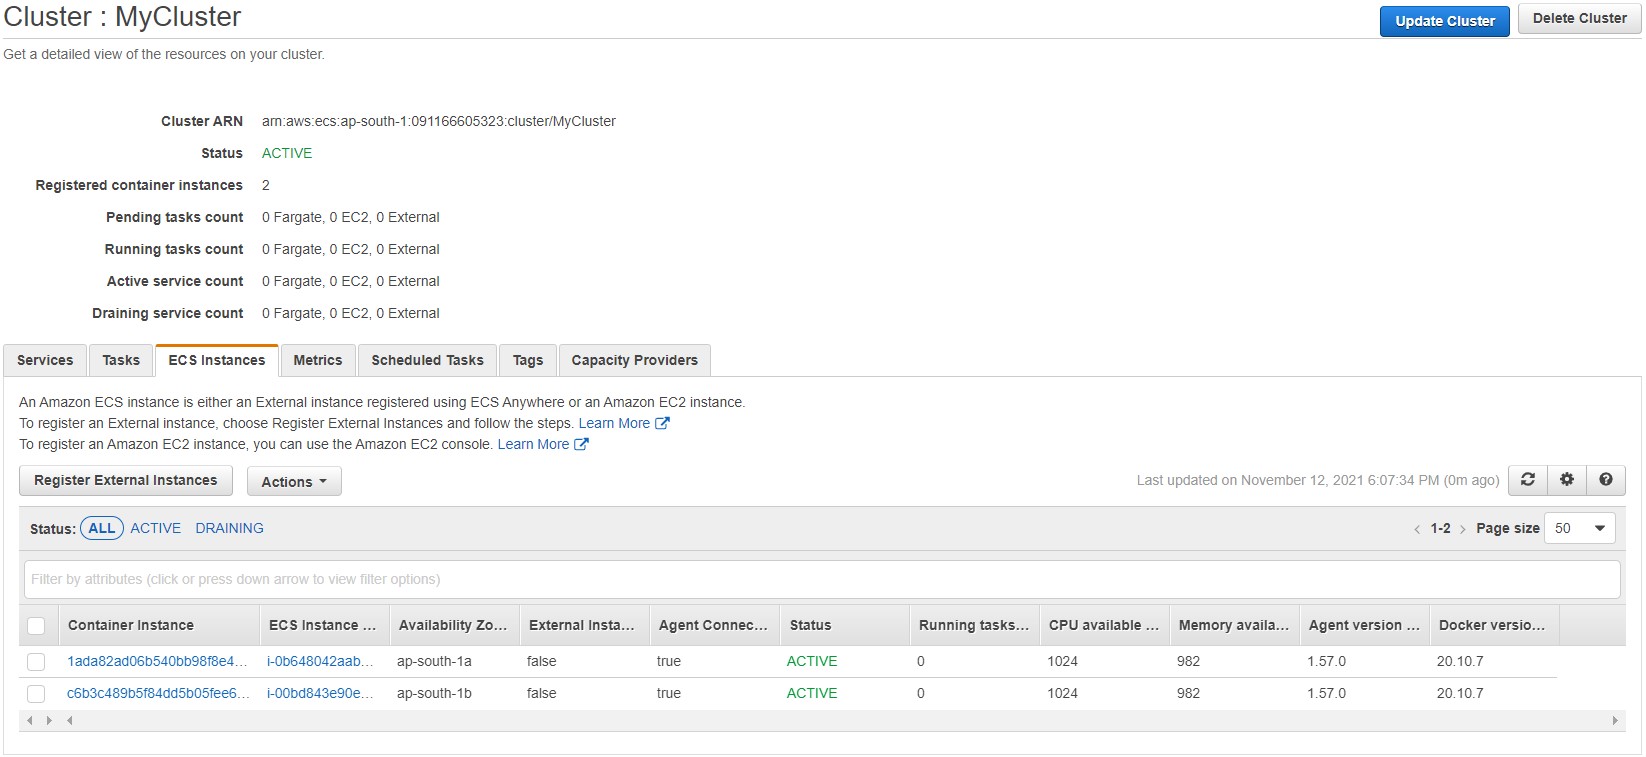 Cluster : MyCluster
Update Cluster Delete Cluster
Get a detailed view of the resources on your cluster.
Cluster ARN arn:aws:ecs:ap-south-1:091166605323:cluster/MyCluster
Status ACTIVE
Registered container instances 2
Pending tasks count 0 Fargate, 0 EC2, 0 External
Running tasks count 0 Fargate, 0 EC2, 0 External
Active service count 0 Fargate, 0 EC2, 0 External
Draining service count 0 Fargate, 0 EC2, 0 External
Services Tasks ECS Instances Metrics Scheduled Tasks Tags Capacity Providers
An Amazon ECS instance is either an External instance registered using ECS Anywhere or an Amazon EC2 instance.
To register an External instance, choose Register External Instances and follow the steps. Learn More
To register an Amazon EC2 instance, you can use the Amazon EC2 console. Learn More
Register External Instances Actions Last updated on November 12, 2021 6:07:34 PM (0m ago)
Status: ALL ACTIVE DRAINING 1-2 Page size 50
Filter by attributes (click or press down arrow to view filter options)
Container Instance ECS Instance ... Availability Zo... External Insta... Agent Connec... Status Running tasks... CPU available ... Memory availa... Agent version ... Docker versio...
1ada82ad06b540bb98f8e4... i-0b648042aab... ap-south-1a false true ACTIVE 0 1024 982 1.57.0 20.10.7
c6b3c489b5f84dd5b05fee6... i-00bd843e90e... ap-south-1b false true ACTIVE 0 1024 982 1.57.0 20.10.7